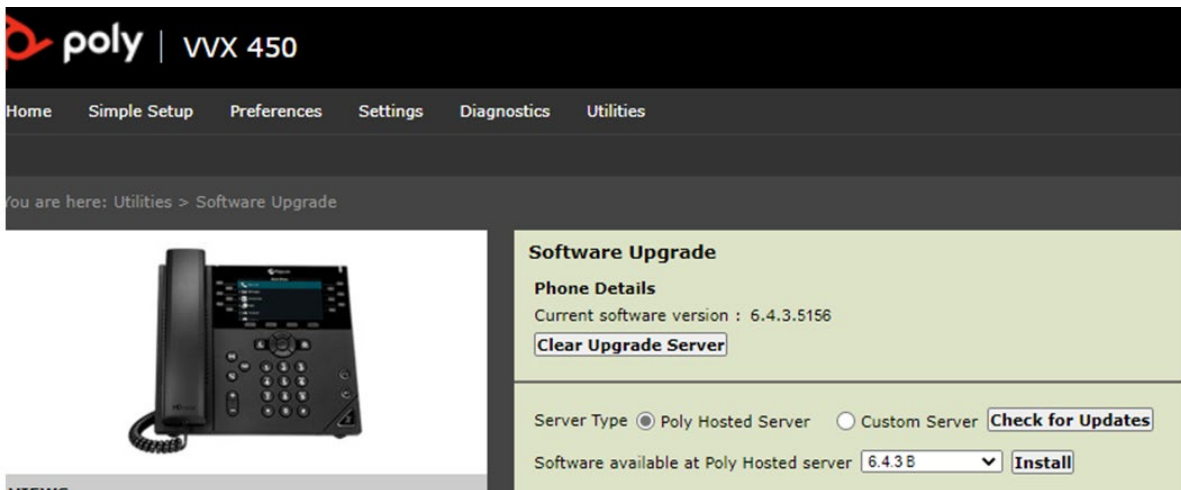 poly | VVX 450
Home Simple Setup Preferences Settings Diagnostics Utilities
You are here: Utilities > Software Upgrade
Software Upgrade
Phone Details
Current software version : 6.4.3.5156
Clear Upgrade Server
Server Type Poly Hosted Server Custom Server Check for Updates
Software available at Poly Hosted server 6.4.3 B Install
VIEWS